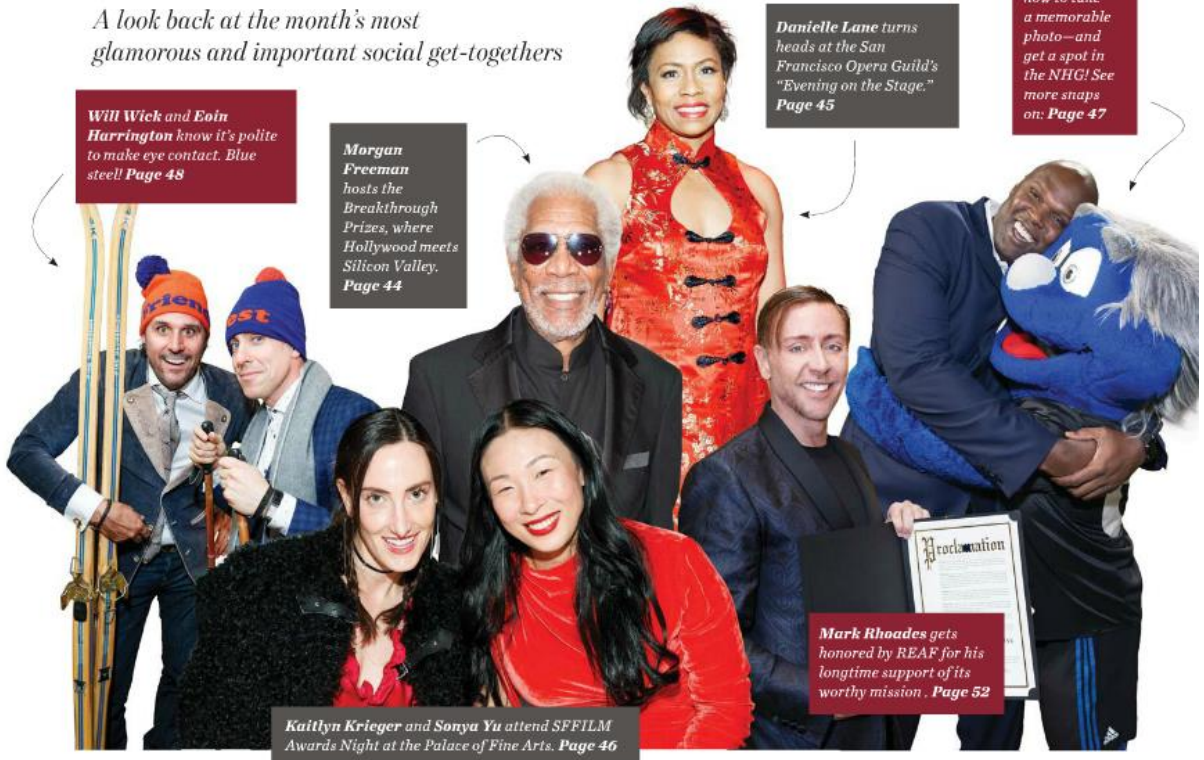 A look back at the month's most
glamorous and important social get-togethers
Will Wick and Eoin
Harrington know it's polite
to make eye contact. Blue
steel! Page 48
Morgan
Freeman
hosts the
Breakthrough
Prizes, where
Hollywood meets
Silicon Valley.
Page 44
Danielle Lane turns
heads at the San
Francisco Opera Guild's
"Evening on the Stage."
Page 45
how to take
a memorable
photo—and
get a spot in
the NHG! See
more snaps
on: Page 47
frien
est
Proclamation
Mark Rhoades gets
honored by REAF for his
longtime support of its
worthy mission . Page 52
Kaitlyn Krieger and Sonya Yu attend SFFILM
Awards Night at the Palace of Fine Arts. Page 46